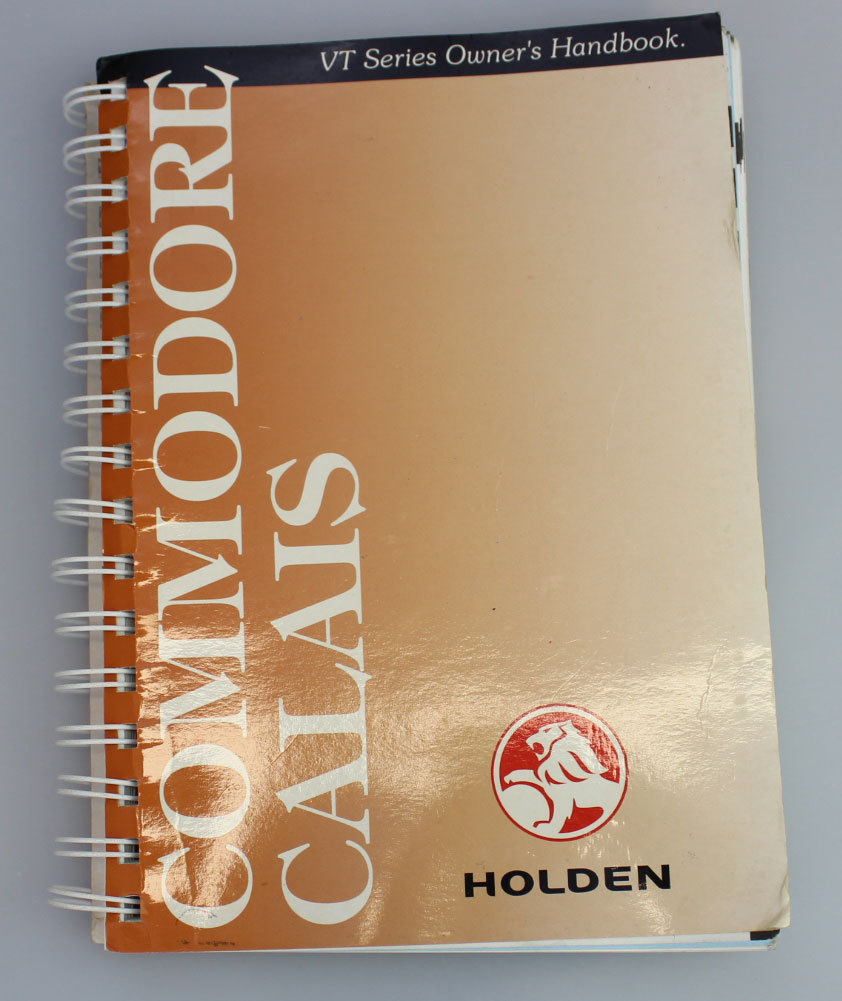 VT Series Owner's Handbook.
COMMODORE
CALAIS
HOLDEN